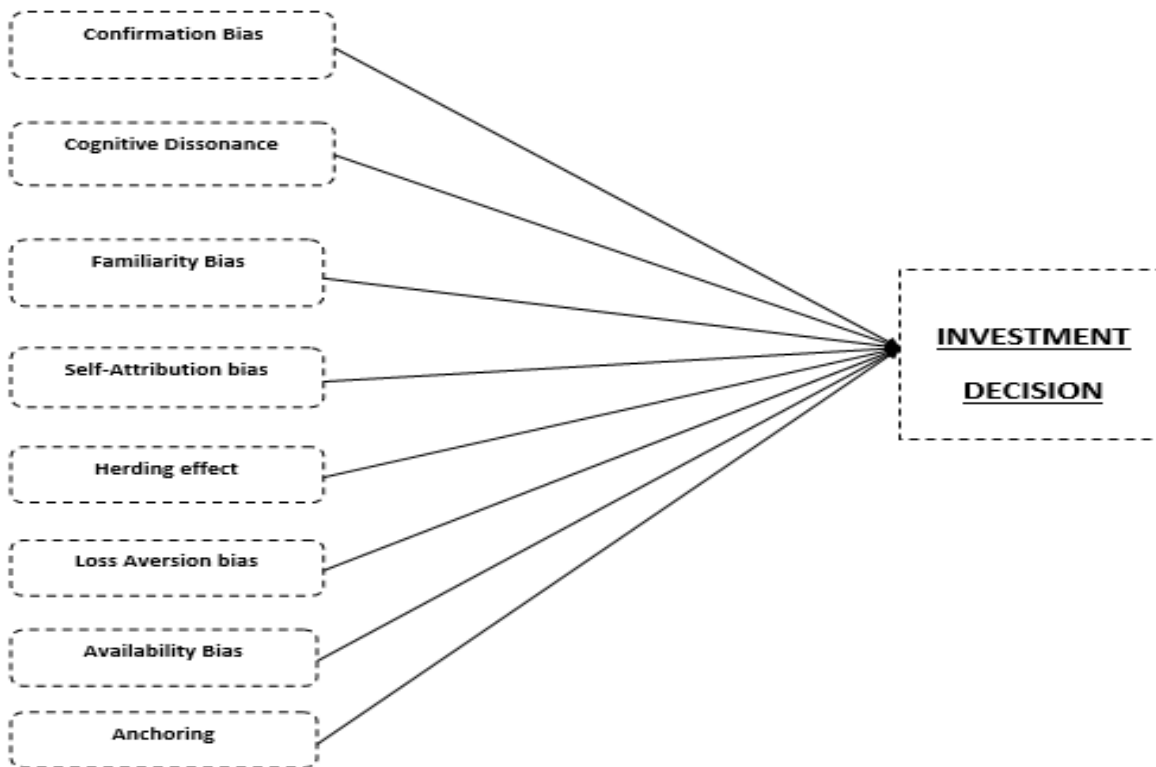 Confirmation Bias
Cognitive Dissonance
Familiarity Bias
Self-Attribution bias
Herding effect
Loss Aversion bias
Availability Bias
Anchoring
INVESTMENT
DECISION